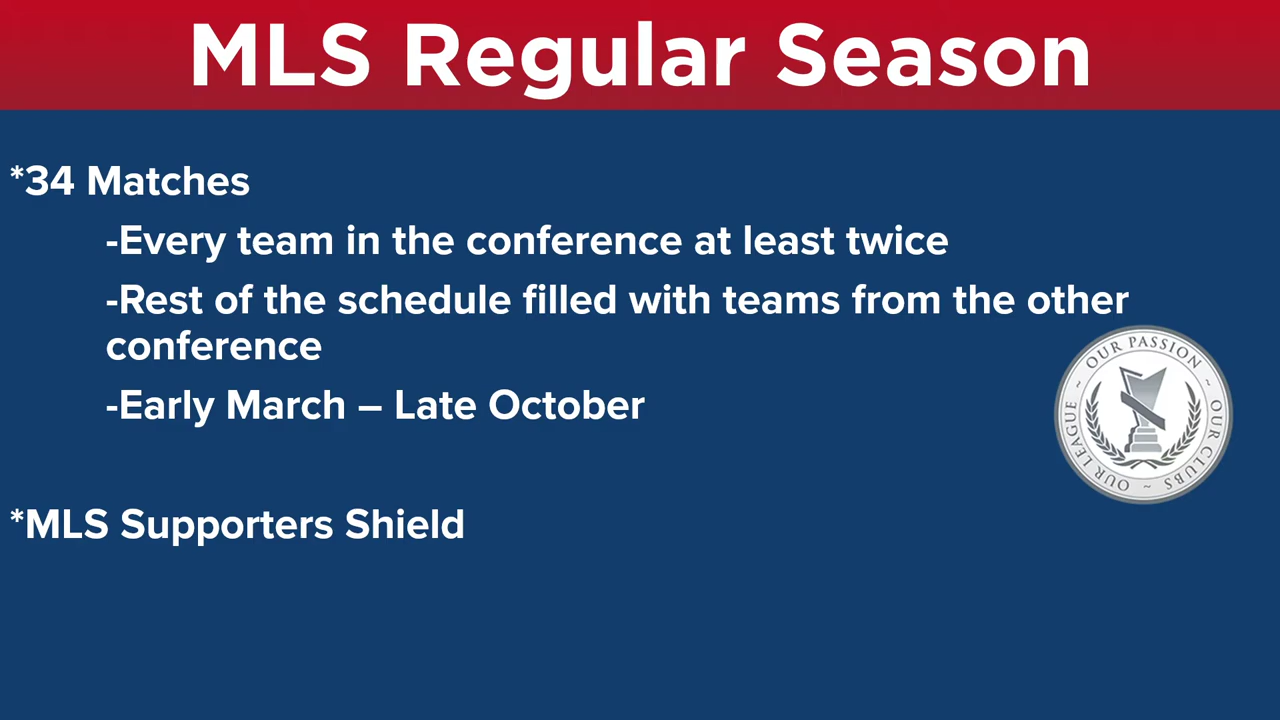 MLS Regular Season
*34 Matches
-Every team in the conference at least twice
-Rest of the schedule filled with teams from the other
conference
-Early March – Late October
OUR PASSION ~ OUR CLUBS ~ OUR LEAGUE ~
*MLS Supporters Shield